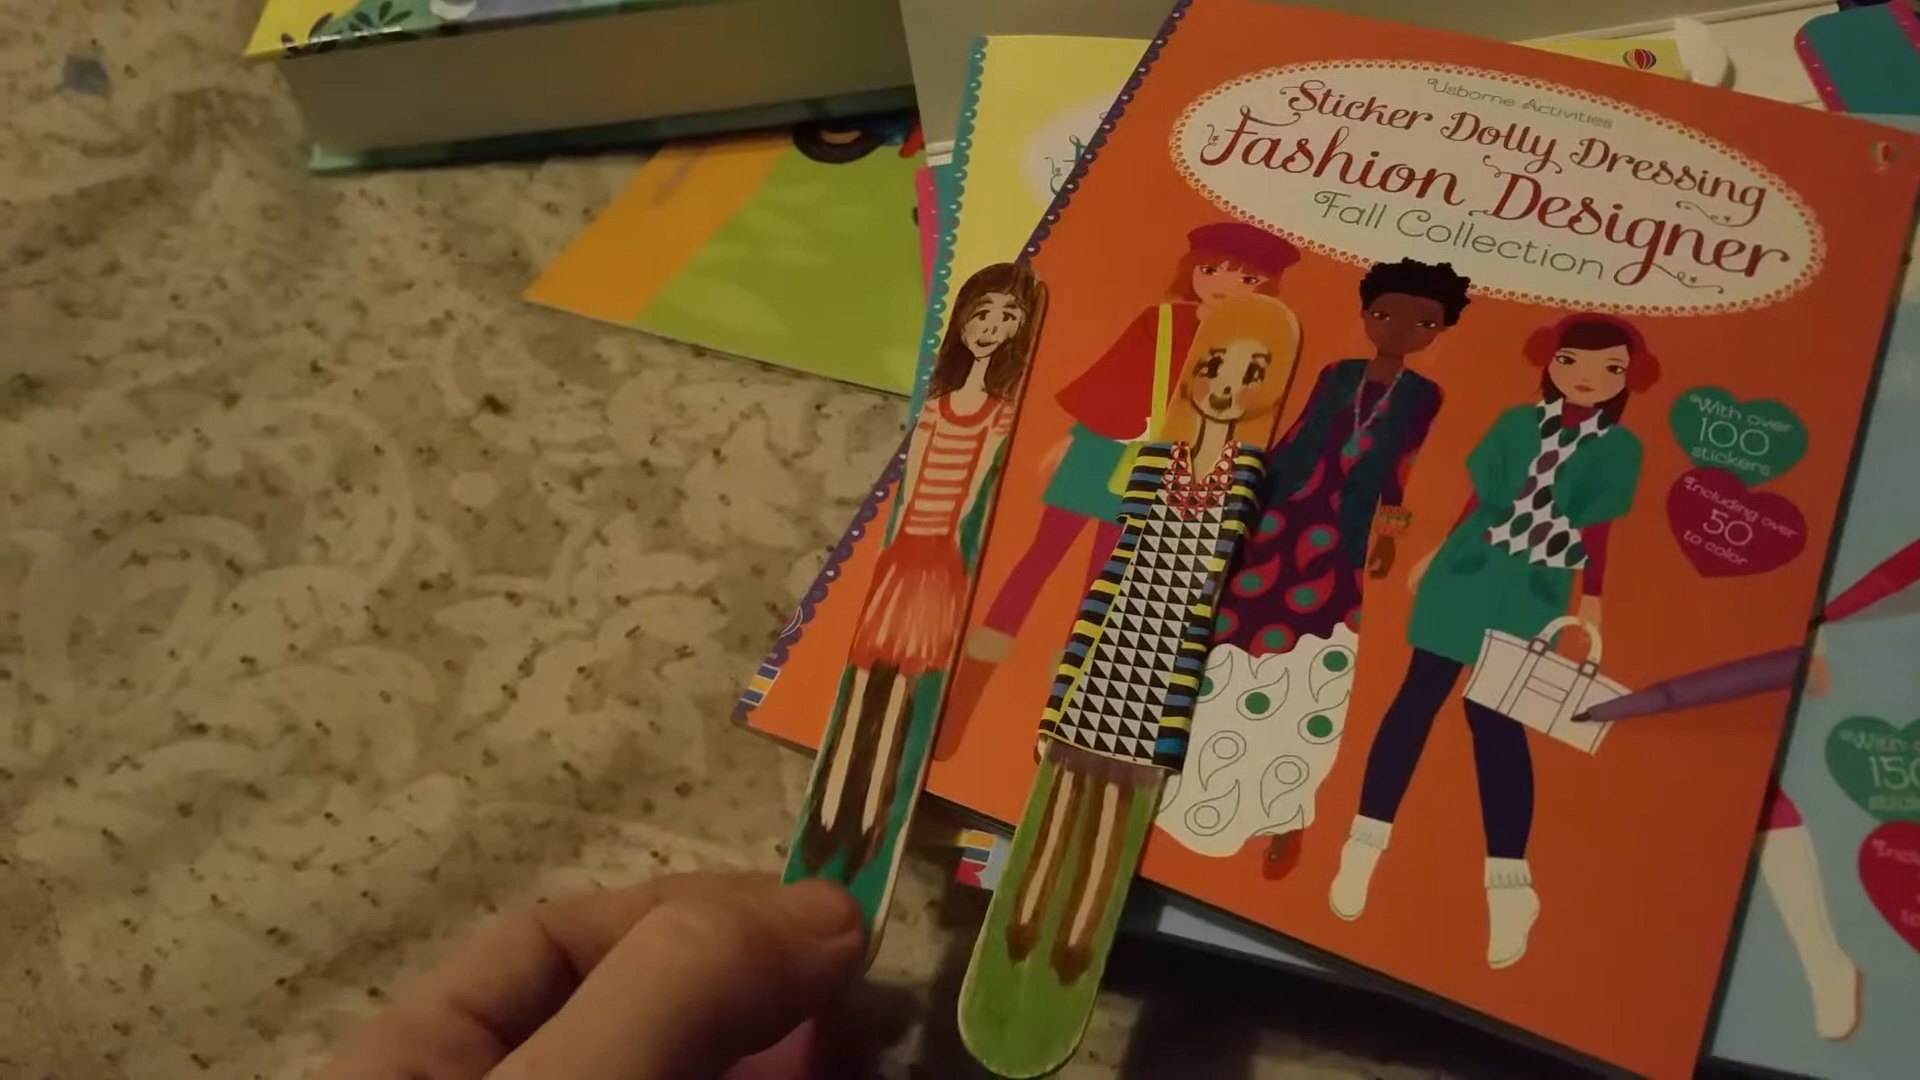 Usborne Activities
Sticker Dolly Dressing
Fashion Designer
Fall Collection
With over
100
stickers
Including over
50
to color
With
150